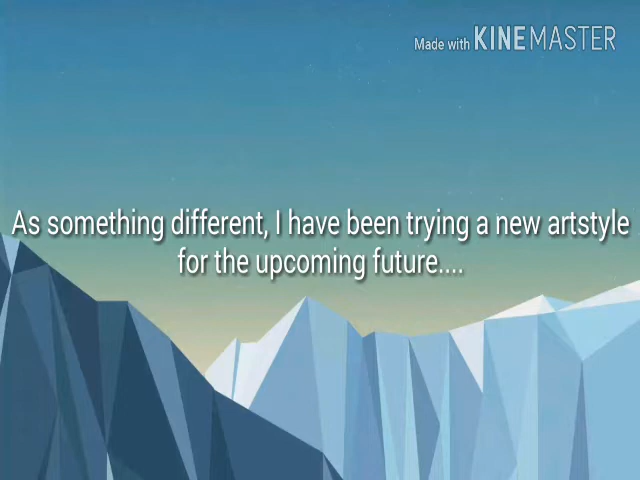 Made with KINEMASTER
As something different, I have been trying a new artstyle
for the upcoming future....